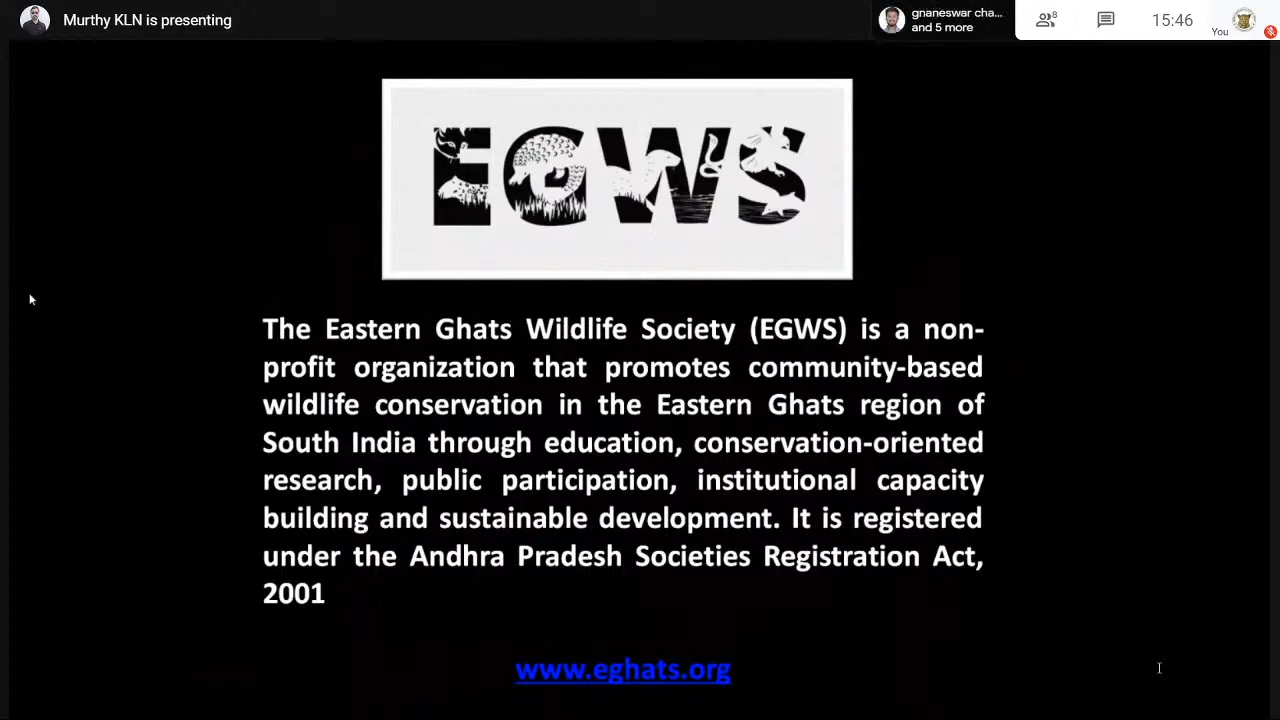 Murthy KLN is presenting
gnaneswar cha...
and 5 more
8
15:46
You
EGWS
The Eastern Ghats Wildlife Society (EGWS) is a non-
profit organization that promotes community-based
wildlife conservation in the Eastern Ghats region of
South India through education, conservation-oriented
research, public participation, institutional capacity
building and sustainable development. It is registered
under the Andhra Pradesh Societies Registration Act,
2001
www.eghats.org